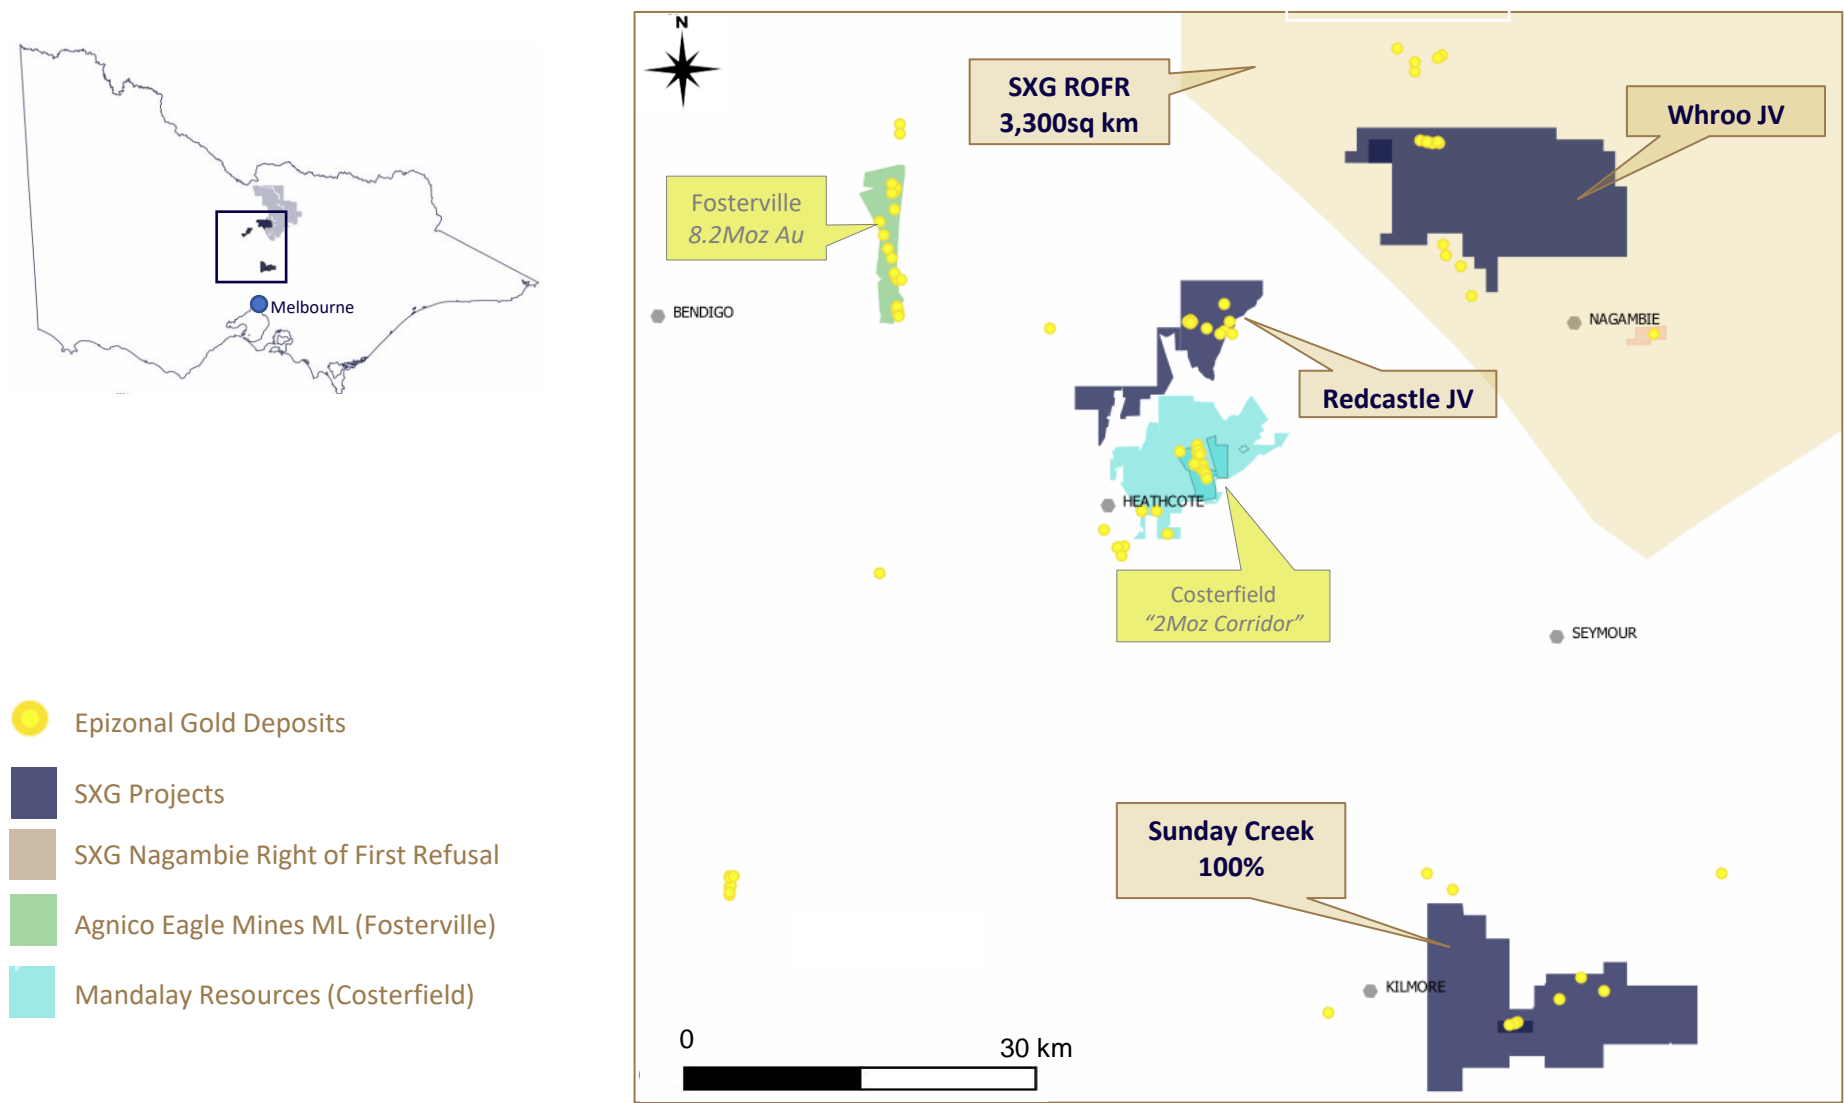 N
SXG ROFR
3,300sq km
Whroo JV
Fosterville
8.2Moz Au
Melbourne
BENDIGO
NAGAMBIE
Redcastle JV
HEATHCOTE
Costerfield
“2Moz Corridor”
SEYMOUR
Epizonal Gold Deposits
SXG Projects
SXG Nagambie Right of First Refusal
Agnico Eagle Mines ML (Fosterville)
Mandalay Resources (Costerfield)
Sunday Creek
100%
KILMORE
0
30 km